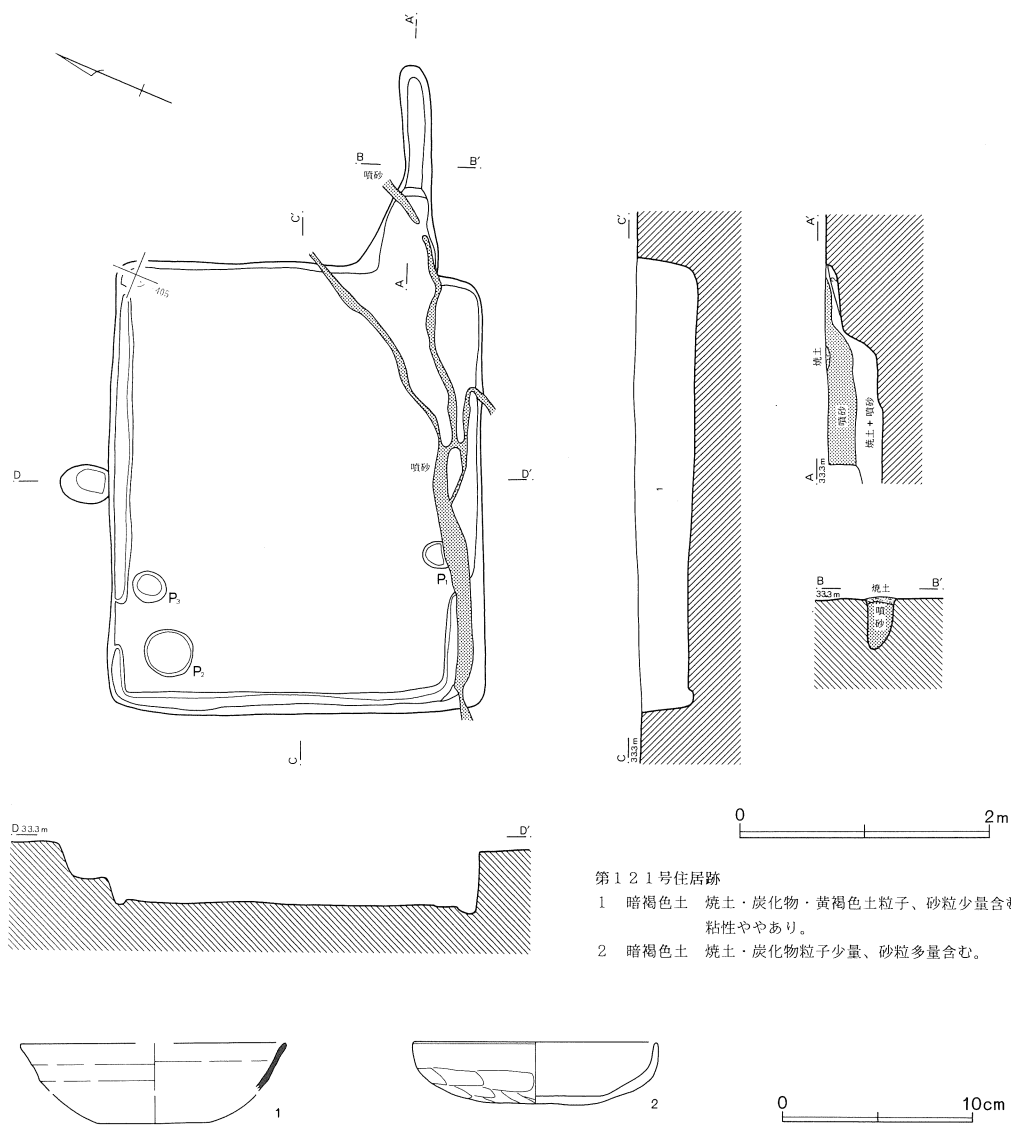 A'
B
B'
噴砂
C'
A
レン 405
噴砂
D
D'
P1
P3
P2
C
C'
1
C
33.3m
A'
焼土
噴砂
焼土+噴砂
A
33.3m
B
33.3m
焼土
B'
噴砂
D 33.3m
D'
0 2m
第121号住居跡
1 暗褐色土 焼土・炭化物・黄褐色土粒子、砂粒少量含む
粘性ややあり。
2 暗褐色土 焼土・炭化物粒子少量、砂粒多量含む。
1
2
0 10cm